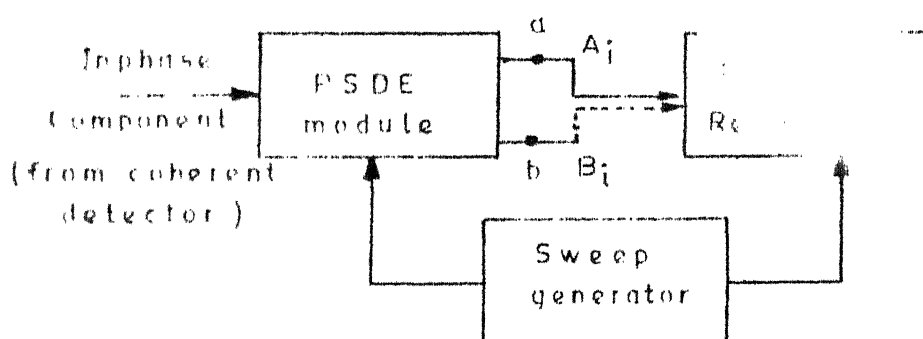 Inphase
Component
(from coherent
detector)
PSDE
module
a
A i
b
B i
Sweep
generator